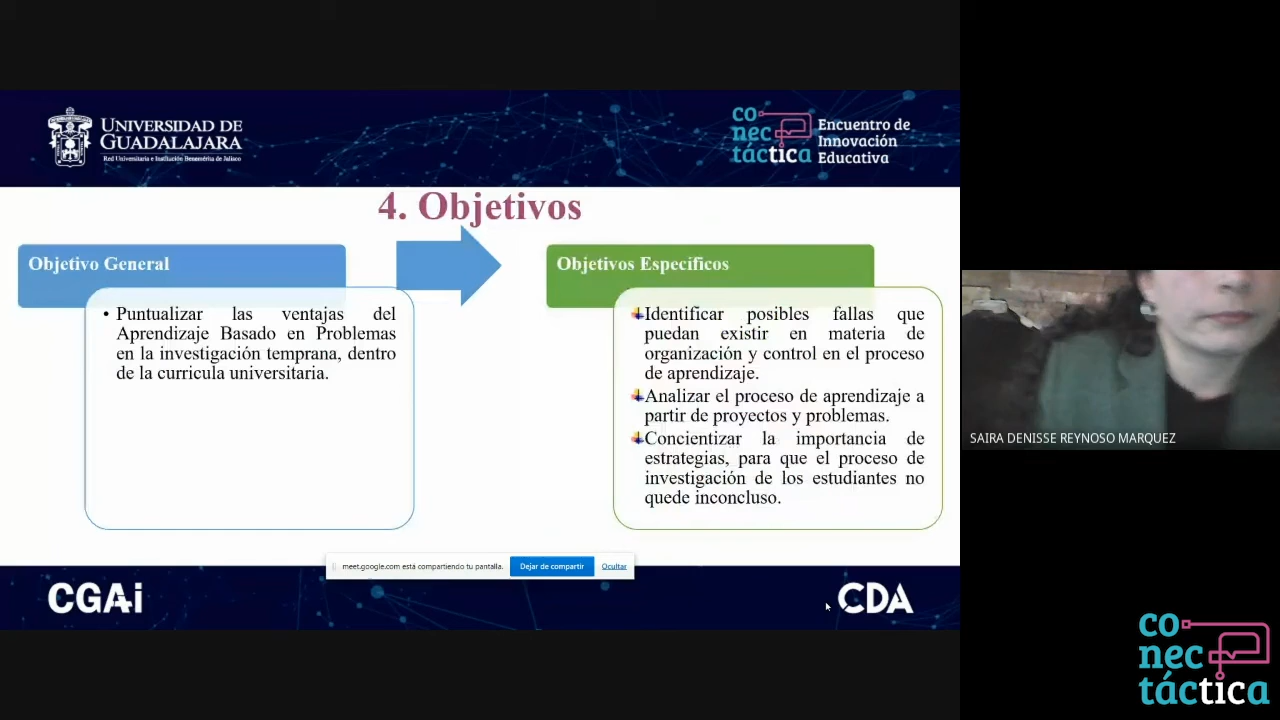 UNIVERSIDAD DE
GUADALAJARA
Red Universitaria e Institución Benemérita de Jalisco
co
nec
táctica
Encuentro de
Innovación
Educativa
4. Objetivos
Objetivo General
• Puntualizar las ventajas del
Aprendizaje Basado en Problemas
en la investigación temprana, dentro
de la curricula universitaria.
Objetivos Específicos
Identificar posibles fallas que
puedan existir en materia de
organización y control en el proceso
de aprendizaje.
Analizar el proceso de aprendizaje a
partir de proyectos y problemas.
Concientizar la importancia de
estrategias, para que el proceso de
investigación de los estudiantes no
quede inconcluso.
meet.google.com está compartiendo tu pantalla.
Dejar de compartir
Ocultar
CGAi
CDA
SAIRA DENISSE REYNOSO MARQUEZ
co
nec
táctica